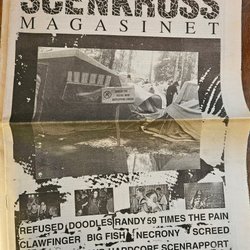 SCENKROSS
MAGASINET
REFUSED DOODLES RANDY 59 TIMES THE PAIN
CLAWFINGER BIG FISH NECRONY SCREED
HARDCORE SCENRAPPORT